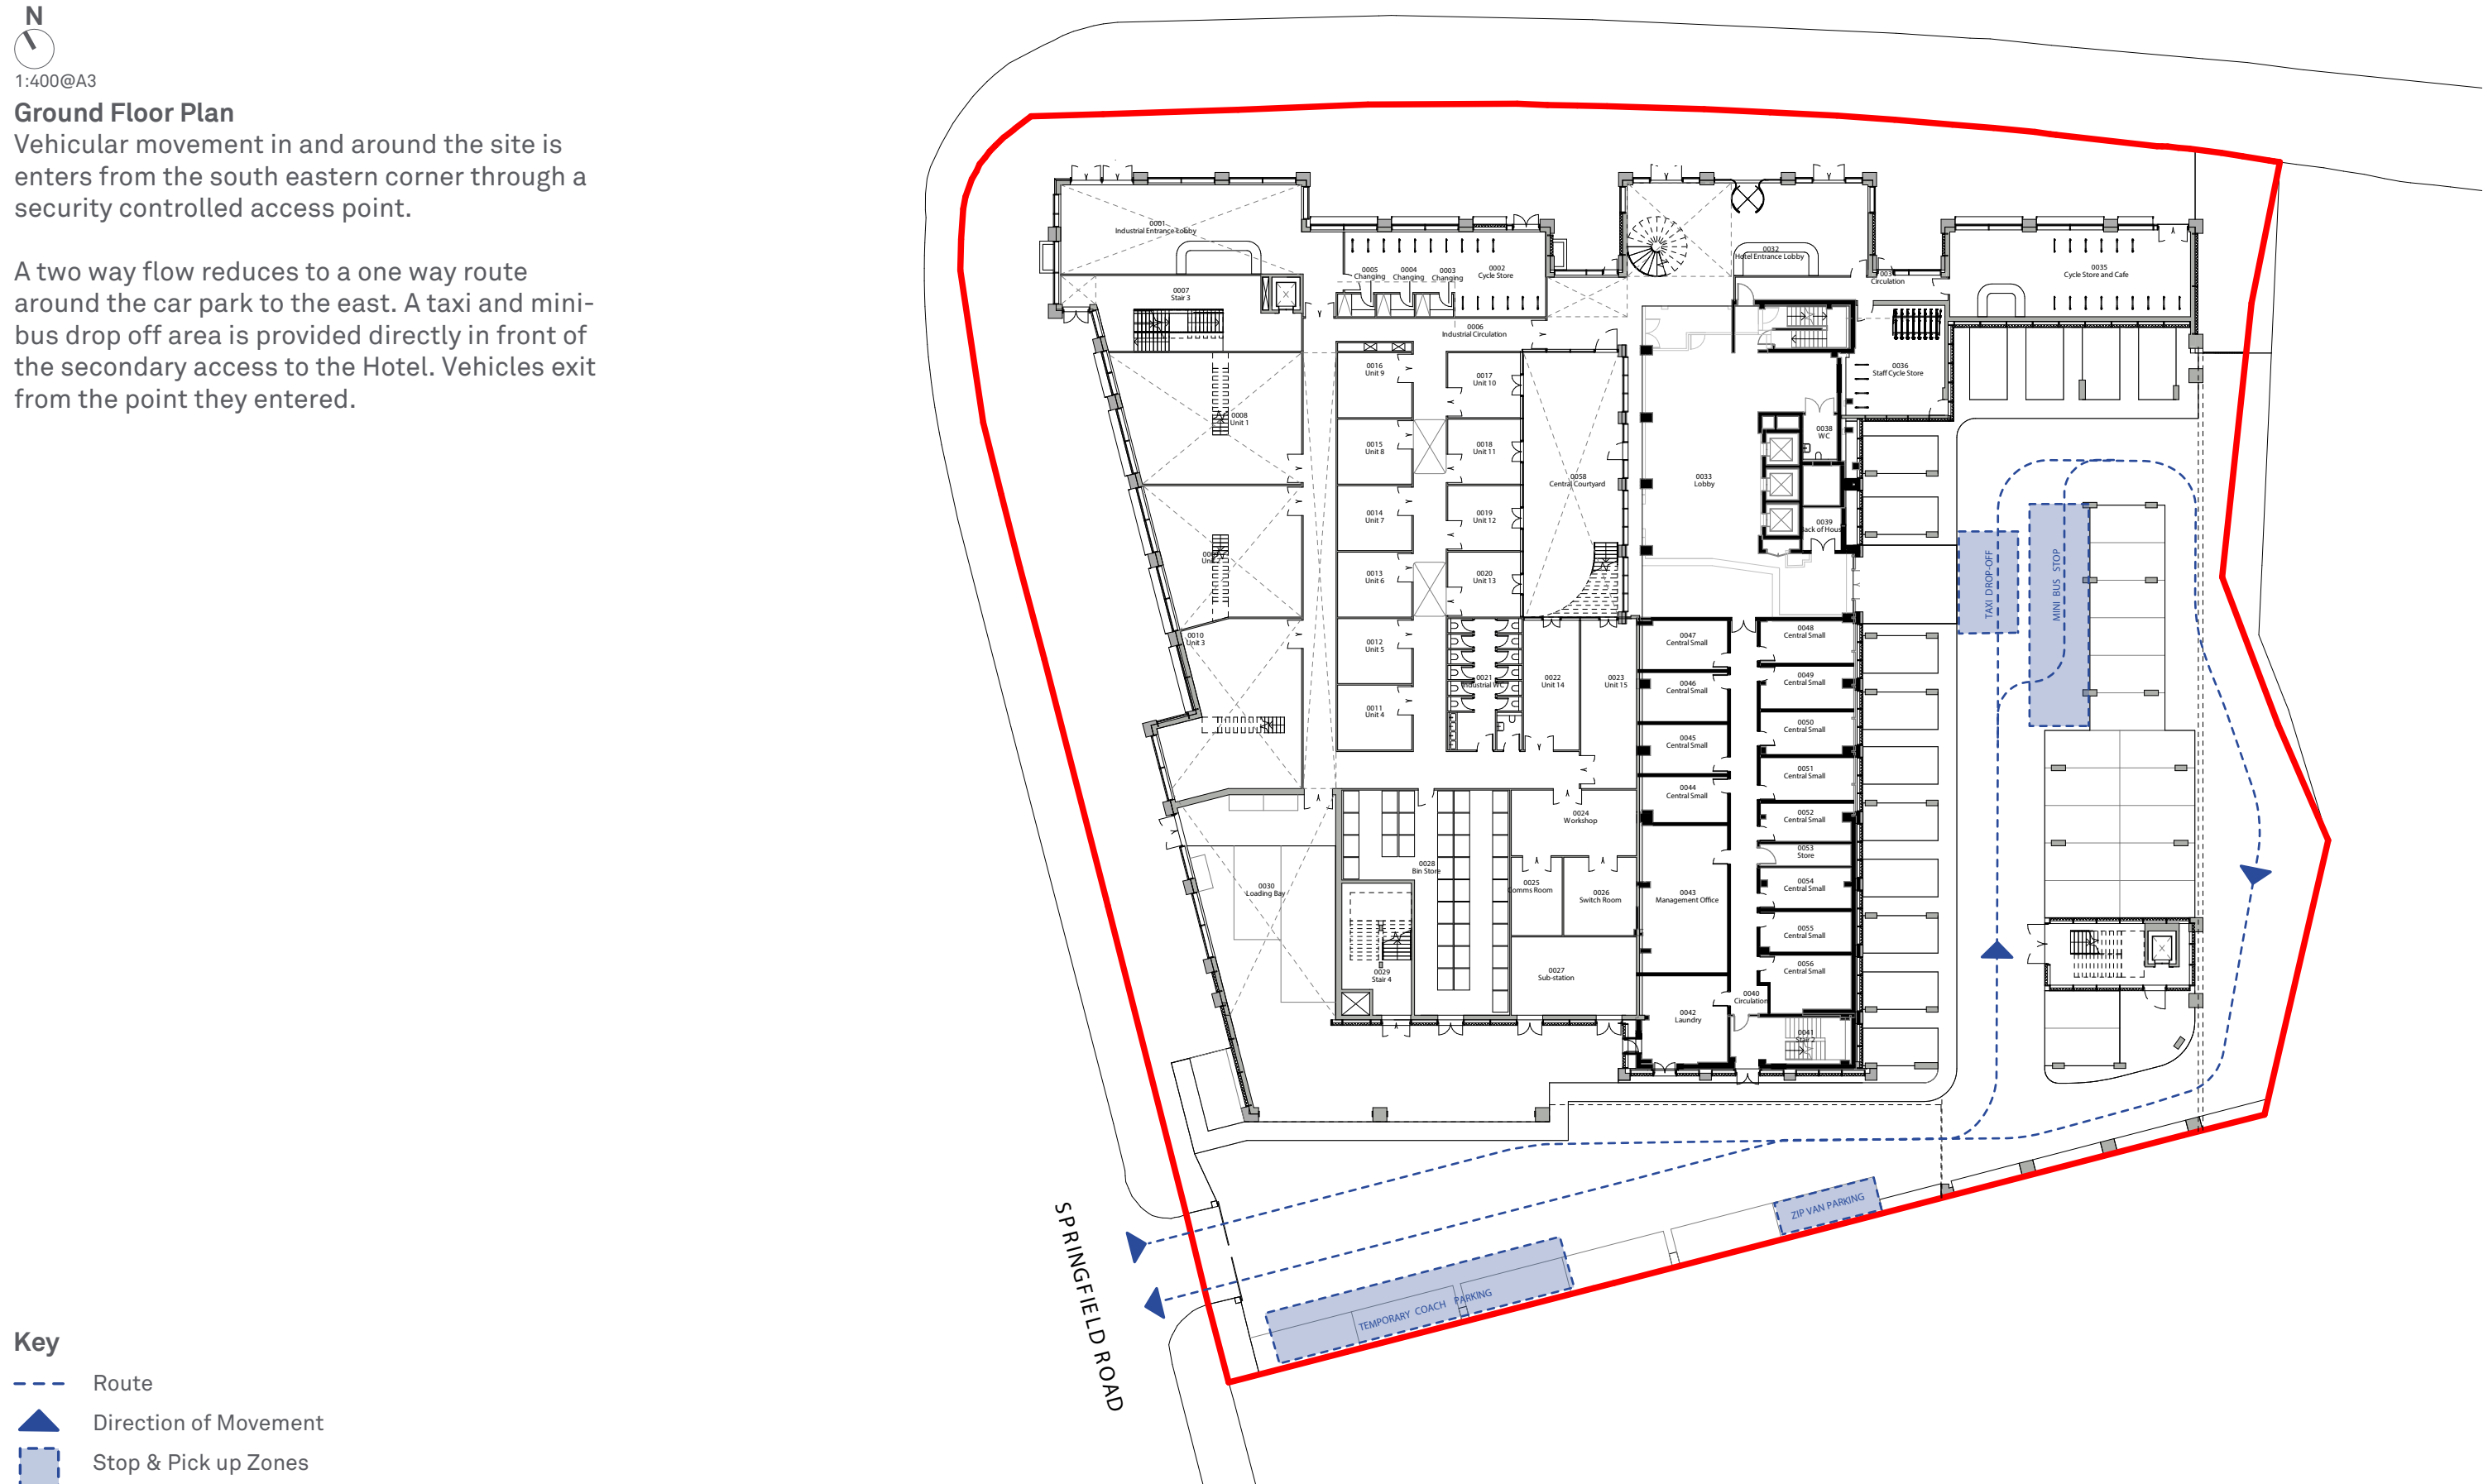 N
1:400@A3
Ground Floor Plan
Vehicular movement in and around the site is
enters from the south eastern corner through a
security controlled access point.
A two way flow reduces to a one way route
around the car park to the east. A taxi and mini-
bus drop off area is provided directly in front of
the secondary access to the Hotel. Vehicles exit
from the point they entered.
0001
Industrial Entrance Lobby
0005
Changing
0004
Changing
0003
Changing
0002
Cycle Store
0032
Hotel Entrance Lobby
Circulation
0035
Cycle Store and Cafe
0007
Stair 3
0006
Industrial Circulation
0016
Unit 9
0017
Unit 10
0036
Staff Cycle Store
0008
Unit 1
0015
Unit 8
0018
Unit 11
0038
WC
0058
Central Courtyard
0033
Lobby
0014
Unit 7
0019
Unit 12
0039
0013
Unit 6
0020
Unit 13
TAXI DROP-OFF
MINI BUS STOP
0010
Unit 3
0012
Unit 5
0047
Central Small
0048
Central Small
0011
Unit 4
0021
Industrial WC
0022
Unit 14
0023
Unit 15
0046
Central Small
0049
Central Small
0045
Central Small
0050
Central Small
0044
Central Small
0051
Central Small
0024
Workshop
0052
Central Small
0053
Store
0028
Bin Store
0025
Comms Room
0026
Switch Room
0043
Management Office
0054
Central Small
0030
Loading Bay
0055
Central Small
0029
Stair 4
0027
Sub-station
0056
Central Small
0040
Circulation
0042
Laundry
0041
Stair 2
ZIP VAN PARKING
TEMPORARY COACH PARKING
SPRINGFIELD ROAD
Key
Route
Direction of Movement
Stop & Pick up Zones